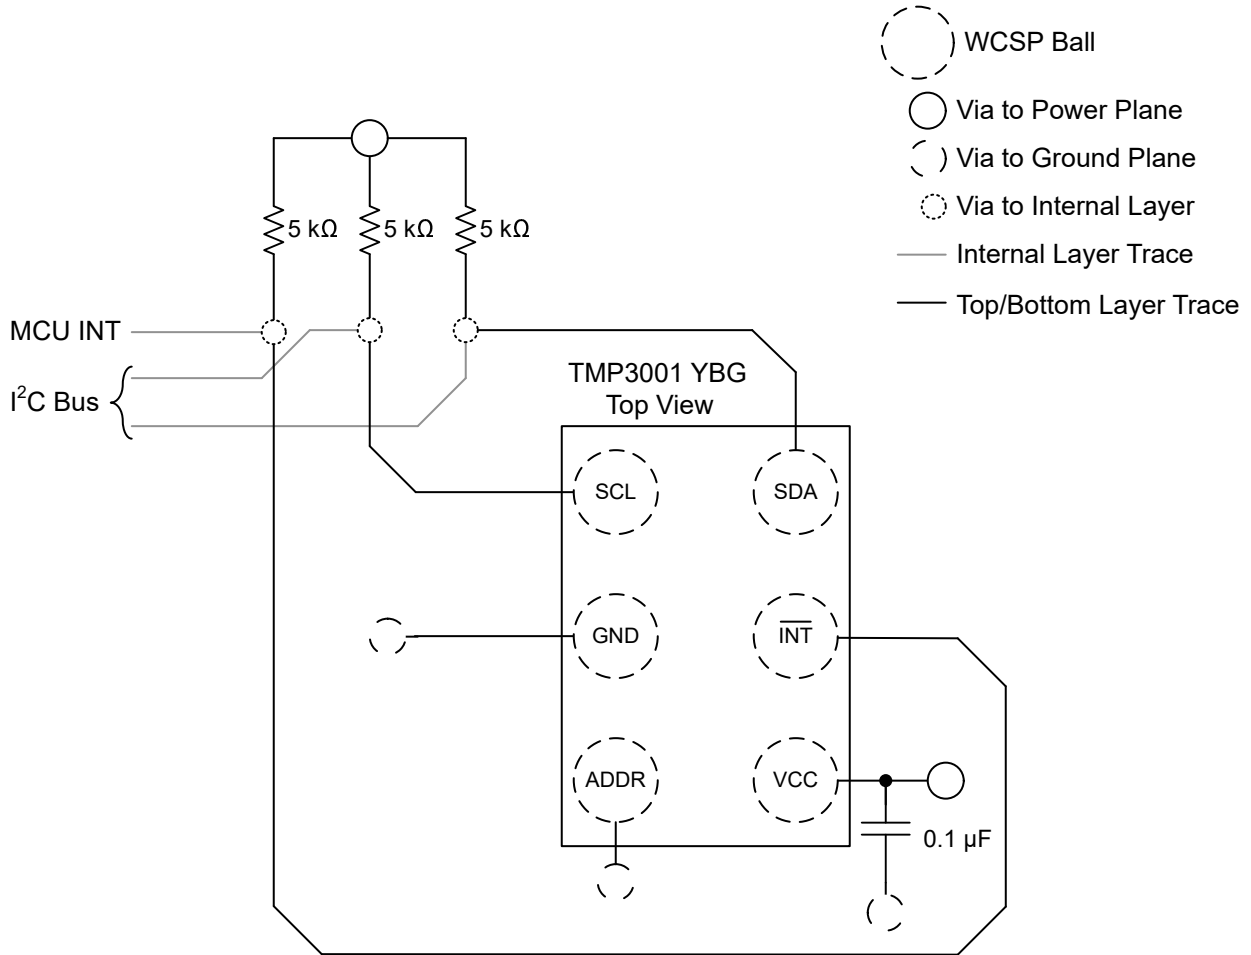 WCSP Ball
Via to Power Plane
Via to Ground Plane
Via to Internal Layer
Internal Layer Trace
Top/Bottom Layer Trace
5 kΩ 5 kΩ 5 kΩ
MCU INT
I²C Bus
TMP3001 YBG
Top View
SCL SDA
GND I̅N̅T̅
ADDR VCC
0.1 µF